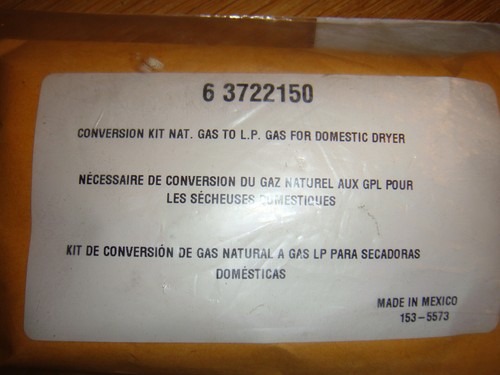 6 3722150
CONVERSION KIT NAT. GAS TO L.P. GAS FOR DOMESTIC DRYER
NÉCESSAIRE DE CONVERSION DU GAZ NATUREL AUX GPL POUR
LES SÉCHEUSES DOMESTIQUES
KIT DE CONVERSIÓN DE GAS NATURAL A GAS LP PARA SECADORAS
DOMÉSTICAS
MADE IN MEXICO
153-5573